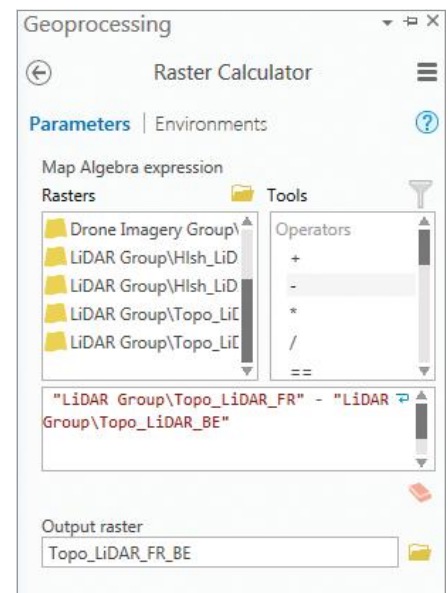 Geoprocessing
Raster Calculator
Parameters | Environments
Map Algebra expression
Rasters
Tools
Drone Imagery Group\
LiDAR Group\Hlsh_LiD
LiDAR Group\Hlsh_LiD
LiDAR Group\Topo_LiD
LiDAR Group\Topo_LiD
Operators
+
-
*
/
==
"LiDAR Group\Topo_LiDAR_FR" - "LiDAR
Group\Topo_LiDAR_BE"
Output raster
Topo_LiDAR_FR_BE